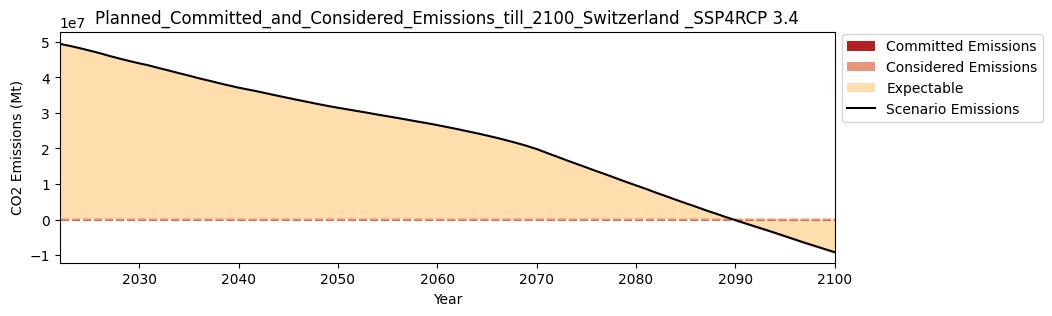 Planned_Committed_and_Considered_Emissions_till_2100_Switzerland _SSP4RCP 3.4
1e7
5
4
3
2
1
0
−1
CO2 Emissions (Mt)
2030 2040 2050 2060 2070 2080 2090 2100
Year
Committed Emissions
Considered Emissions
Expectable
Scenario Emissions